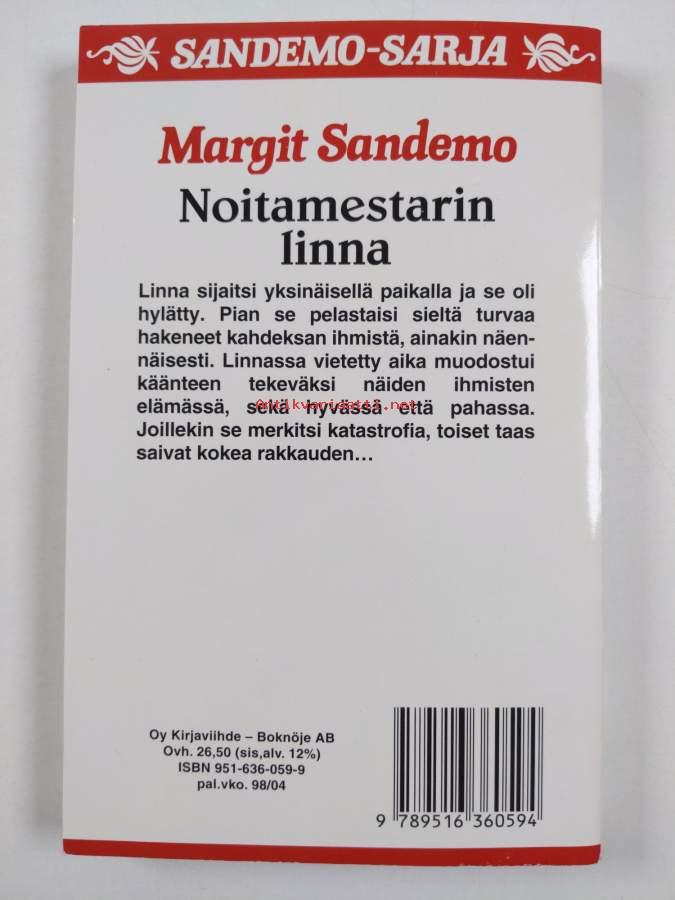 SANDEMO-SARJA
Margit Sandemo
Noitamestarin
linna
Linna sijaitsi yksinäisellä paikalla ja se oli
hylätty. Pian se pelastaisi sieltä turvaa
hakeneet kahdeksan ihmistä, ainakin näen-
näisesti. Linnassa vietetty aika muodostui
käänteen tekeväksi näiden ihmisten
elämässä, sekä hyvässä että pahassa.
Antikvariaatti.net
Joillekin se merkitsi katastrofia, toiset taas
saivat kokea rakkauden...
Oy Kirjaviihde – Boknöje AB
Ovh. 26,50 (sis,alv. 12%)
ISBN 951-636-059-9
pal.vko. 98/04
9 789516 360594